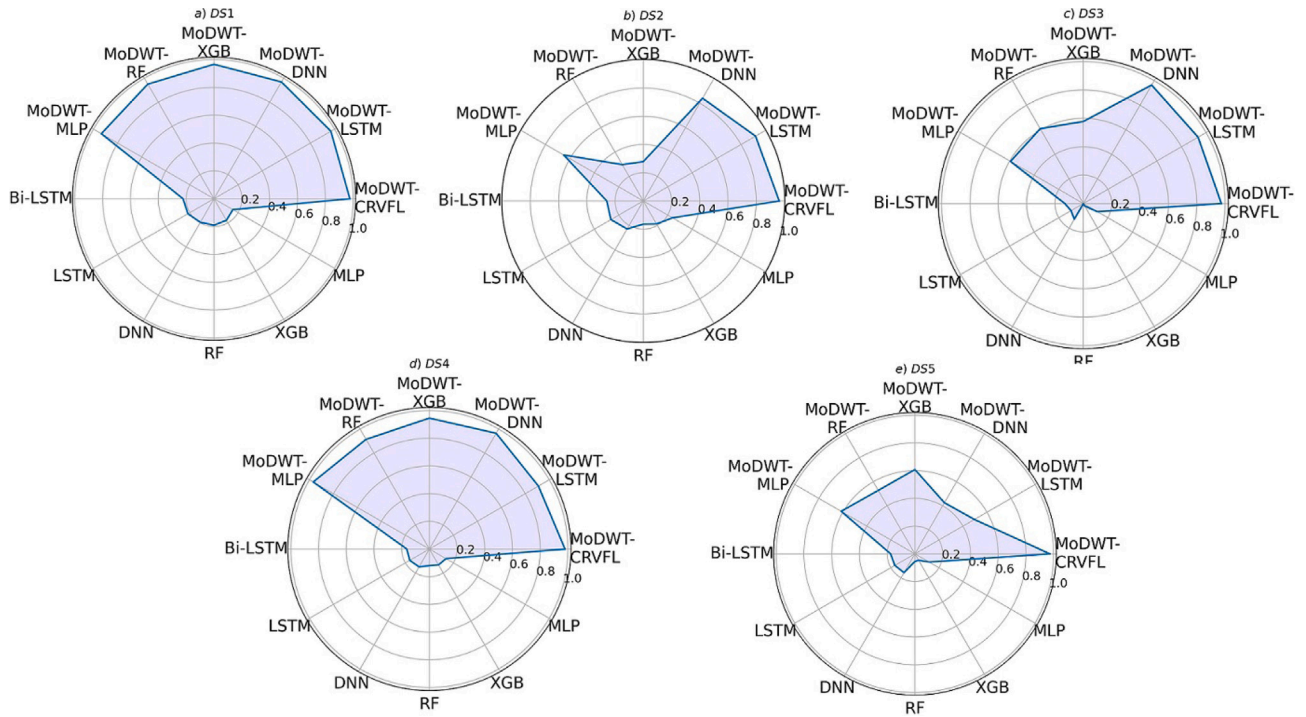 a) DS1
MoDWT-
XGB
MoDWT-
RF
MoDWT-
DNN
MoDWT-
MLP
MoDWT-
LSTM
Bi-LSTM
0.2
0.4
0.6
0.8
1.0
MoDWT-
CRVFL
LSTM
MLP
DNN
XGB
RF
b) DS2
MoDWT-
XGB
MoDWT-
RF
MoDWT-
DNN
MoDWT-
MLP
MoDWT-
LSTM
Bi-LSTM
0.2
0.4
0.6
0.8
1.0
MoDWT-
CRVFL
LSTM
MLP
DNN
XGB
RF
c) DS3
MoDWT-
XGB
MoDWT-
RF
MoDWT-
DNN
MoDWT-
MLP
MoDWT-
LSTM
Bi-LSTM
0.2
0.4
0.6
0.8
1.0
MoDWT-
CRVFL
LSTM
MLP
DNN
XGB
RF
d) DS4
MoDWT-
XGB
MoDWT-
RF
MoDWT-
DNN
MoDWT-
MLP
MoDWT-
LSTM
Bi-LSTM
0.2
0.4
0.6
0.8
1.0
MoDWT-
CRVFL
LSTM
MLP
DNN
XGB
RF
e) DS5
MoDWT-
XGB
MoDWT-
RF
MoDWT-
DNN
MoDWT-
MLP
MoDWT-
LSTM
Bi-LSTM
0.2
0.4
0.6
0.8
1.0
MoDWT-
CRVFL
LSTM
MLP
DNN
XGB
RF